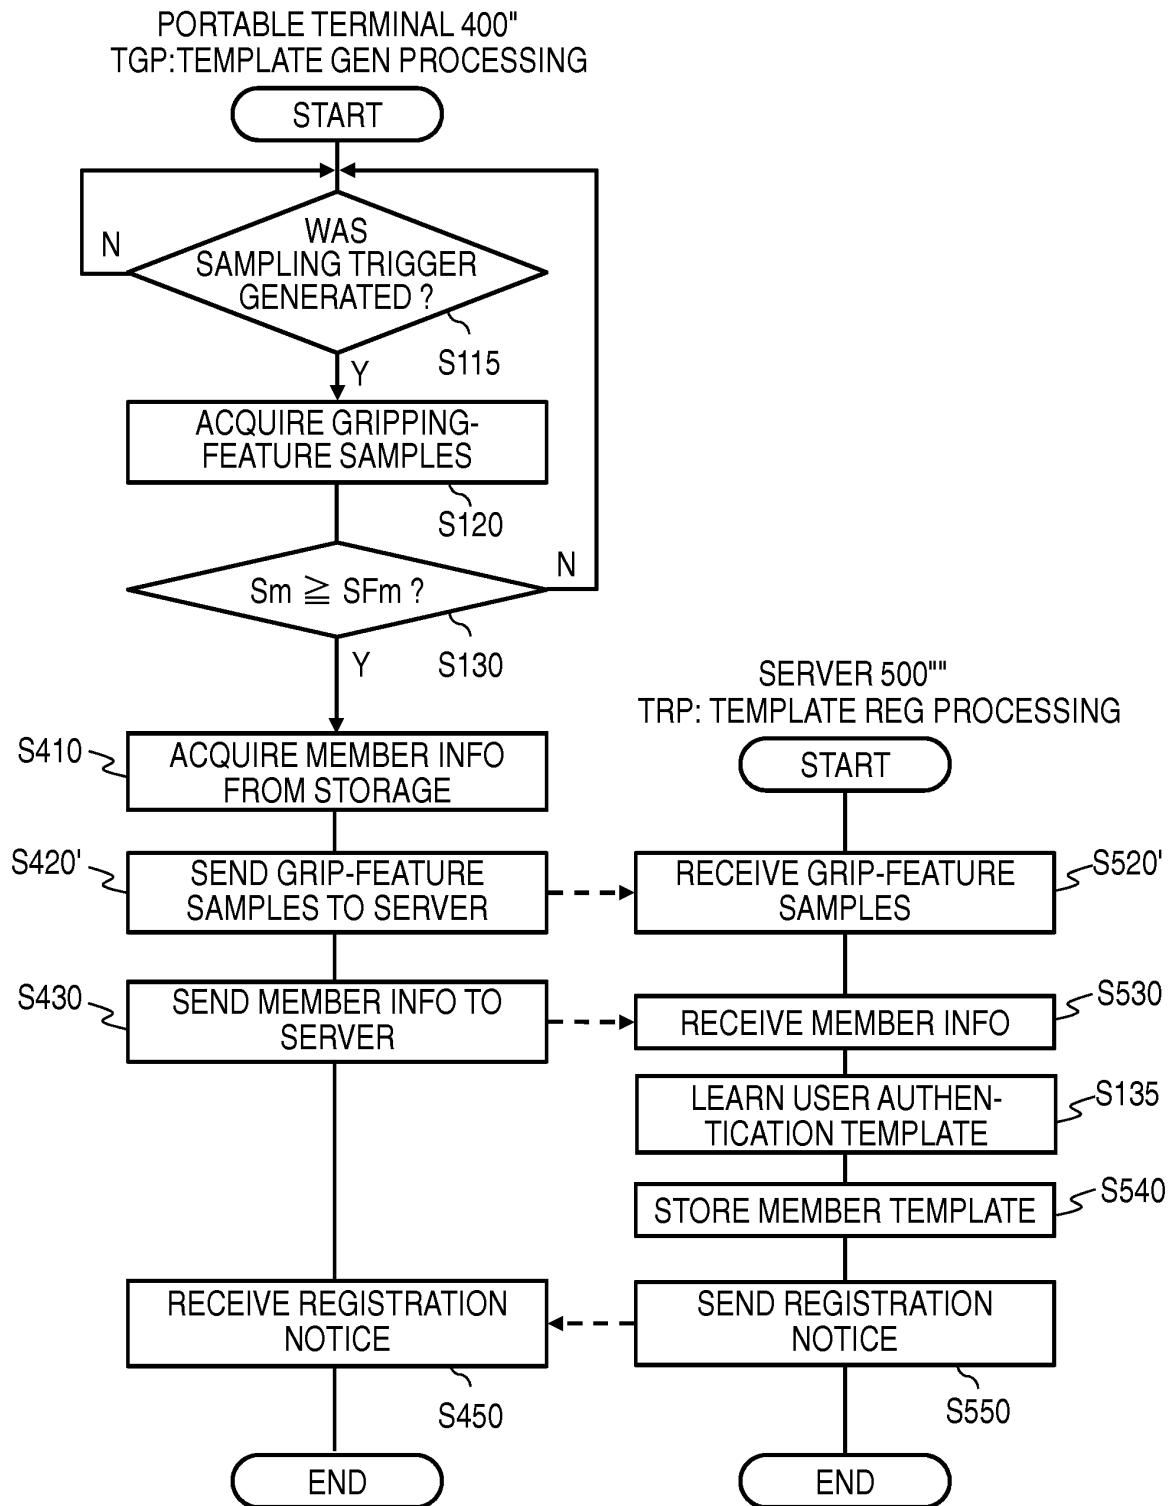 PORTABLE TERMINAL 400"
TGP:TEMPLATE GEN PROCESSING
START
WAS
SAMPLING TRIGGER
GENERATED ?
N
S115
Y
ACQUIRE GRIPPING-
FEATURE SAMPLES
S120
Sm ≧ SFm ?
N
S130
Y
S410
ACQUIRE MEMBER INFO
FROM STORAGE
S420'
SEND GRIP-FEATURE
SAMPLES TO SERVER
S430
SEND MEMBER INFO TO
SERVER
RECEIVE REGISTRATION
NOTICE
S450
END
SERVER 500""
TRP: TEMPLATE REG PROCESSING
START
RECEIVE GRIP-FEATURE
SAMPLES
S520'
RECEIVE MEMBER INFO
S530
LEARN USER AUTHEN-
TICATION TEMPLATE
S135
STORE MEMBER TEMPLATE
S540
SEND REGISTRATION
NOTICE
S550
END